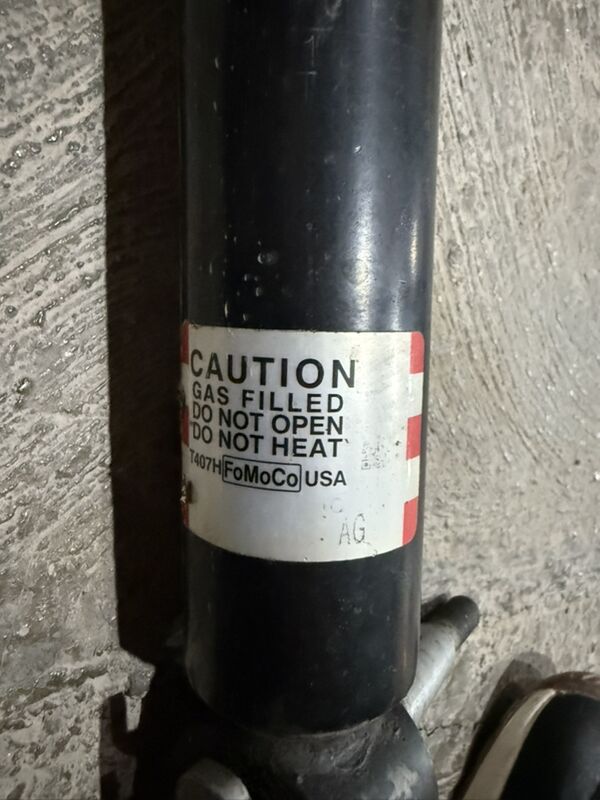 CAUTION
GAS FILLED
DO NOT OPEN
DO NOT HEAT
T407H FoMoCo USA
AG